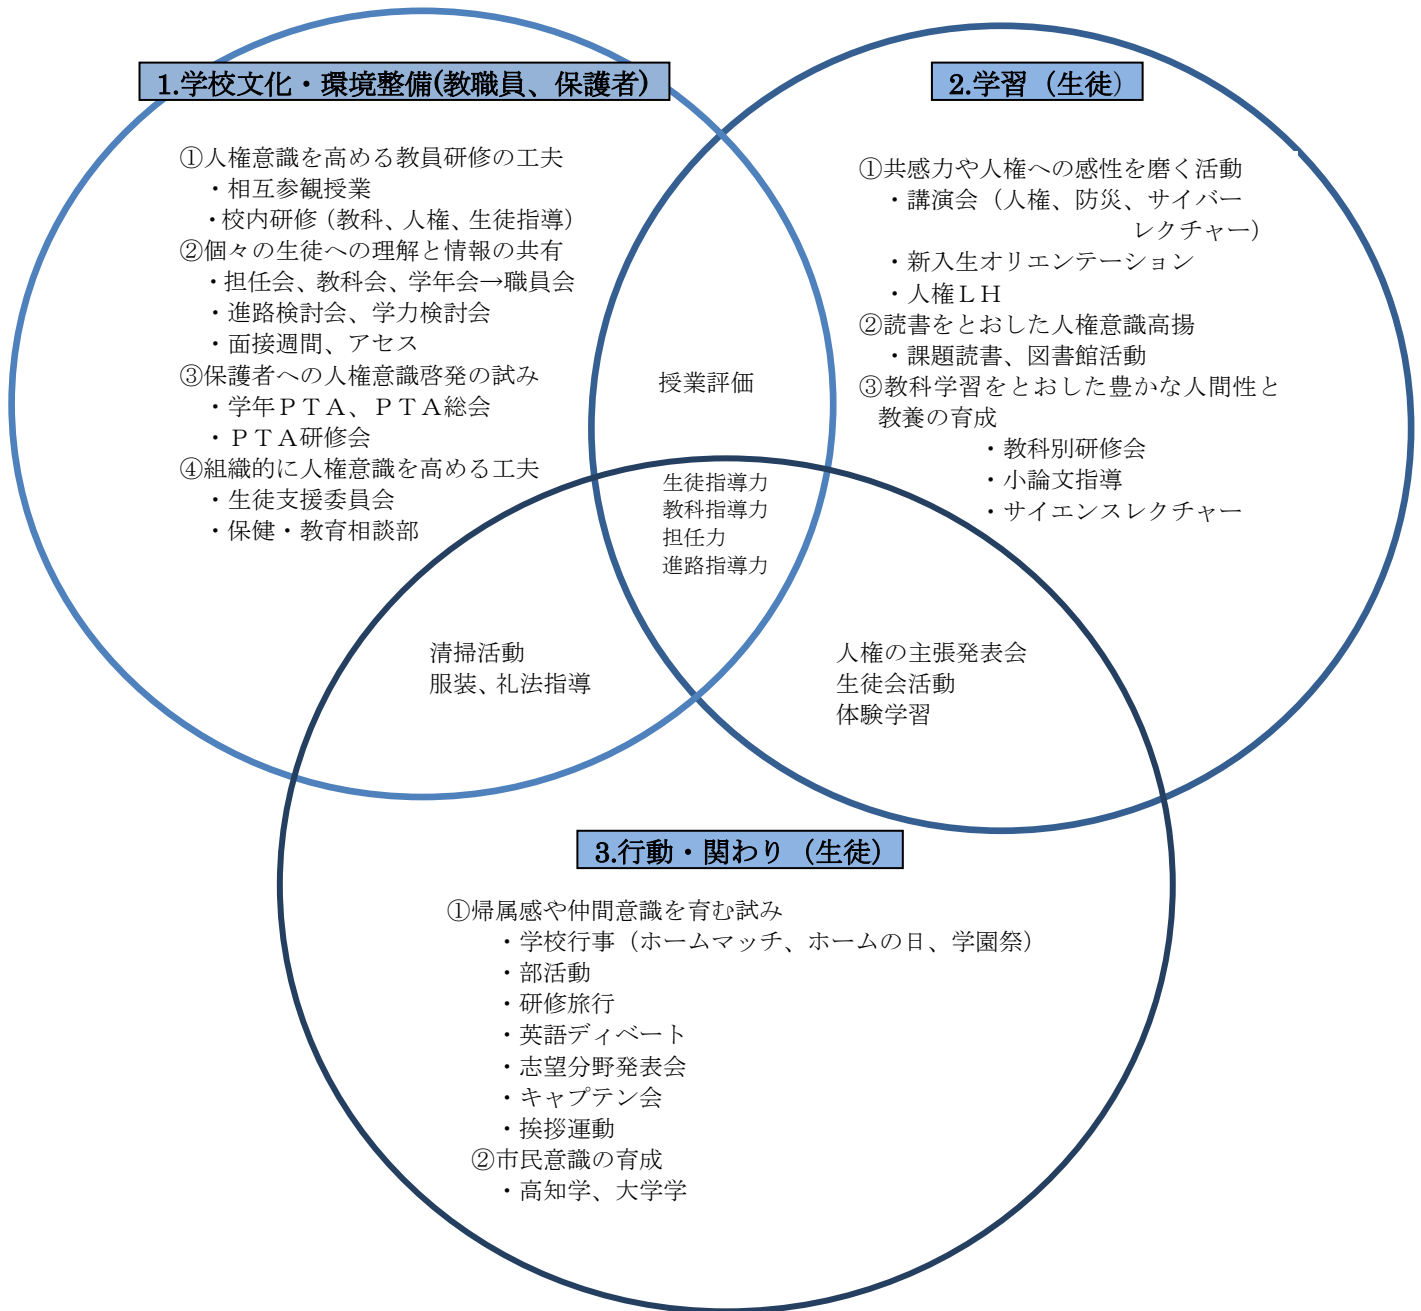 1.学校文化・環境整備(教職員、保護者)
①人権意識を高める教員研修の工夫
・相互参観授業
・校内研修（教科、人権、生徒指導）
②個々の生徒への理解と情報の共有
・担任会、教科会、学年会→職員会
・進路検討会、学力検討会
・面接週間、アセス
③保護者への人権意識啓発の試み
・学年ＰＴＡ、ＰＴＡ総会
・ＰＴＡ研修会
④組織的に人権意識を高める工夫
・生徒支援委員会
・保健・教育相談部
2.学習（生徒）
①共感力や人権への感性を磨く活動
・講演会（人権、防災、サイバー
レクチャー）
・新入生オリエンテーション
・人権ＬＨ
②読書をとおした人権意識高揚
・課題読書、図書館活動
③教科学習をとおした豊かな人間性と
教養の育成
・教科別研修会
・小論文指導
・サイエンスレクチャー
授業評価
生徒指導力
教科指導力
担任力
進路指導力
清掃活動
服装、礼法指導
人権の主張発表会
生徒会活動
体験学習
3.行動・関わり（生徒）
①帰属感や仲間意識を育む試み
・学校行事（ホームマッチ、ホームの日、学園祭）
・部活動
・研修旅行
・英語ディベート
・志望分野発表会
・キャプテン会
・挨拶運動
②市民意識の育成
・高知学、大学学